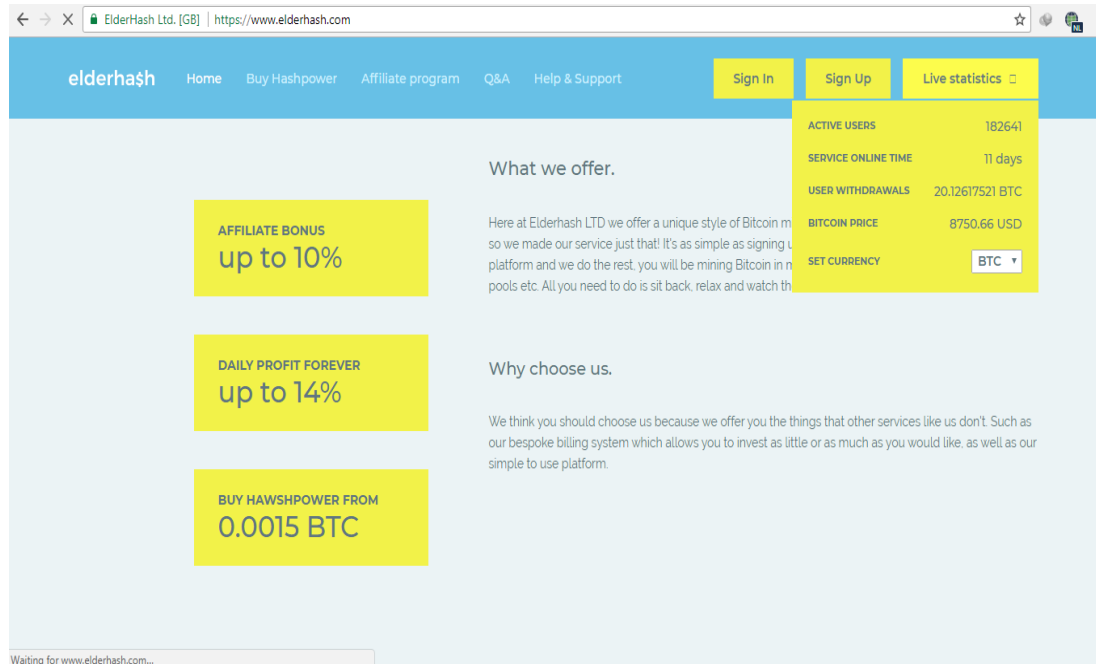 ElderHash Ltd. [GB] | https://www.elderhash.com
NL
elderha$h Home Buy Hashpower Affiliate program Q&A Help & Support Sign In Sign Up Live statistics
ACTIVE USERS 182641
SERVICE ONLINE TIME 11 days
USER WITHDRAWALS 20.12617521 BTC
BITCOIN PRICE 8750.66 USD
SET CURRENCY BTC
AFFILIATE BONUS
up to 10%
DAILY PROFIT FOREVER
up to 14%
BUY HAWSHPOWER FROM
0.0015 BTC
What we offer.
Here at Elderhash LTD we offer a unique style of Bitcoin m
so we made our service just that! It's as simple as signing u
platform and we do the rest, you will be mining Bitcoin in m
pools etc. All you need to do is sit back, relax and watch th
Why choose us.
We think you should choose us because we offer you the things that other services like us don't. Such as
our bespoke billing system which allows you to invest as little or as much as you would like, as well as our
simple to use platform.
Waiting for www.elderhash.com...